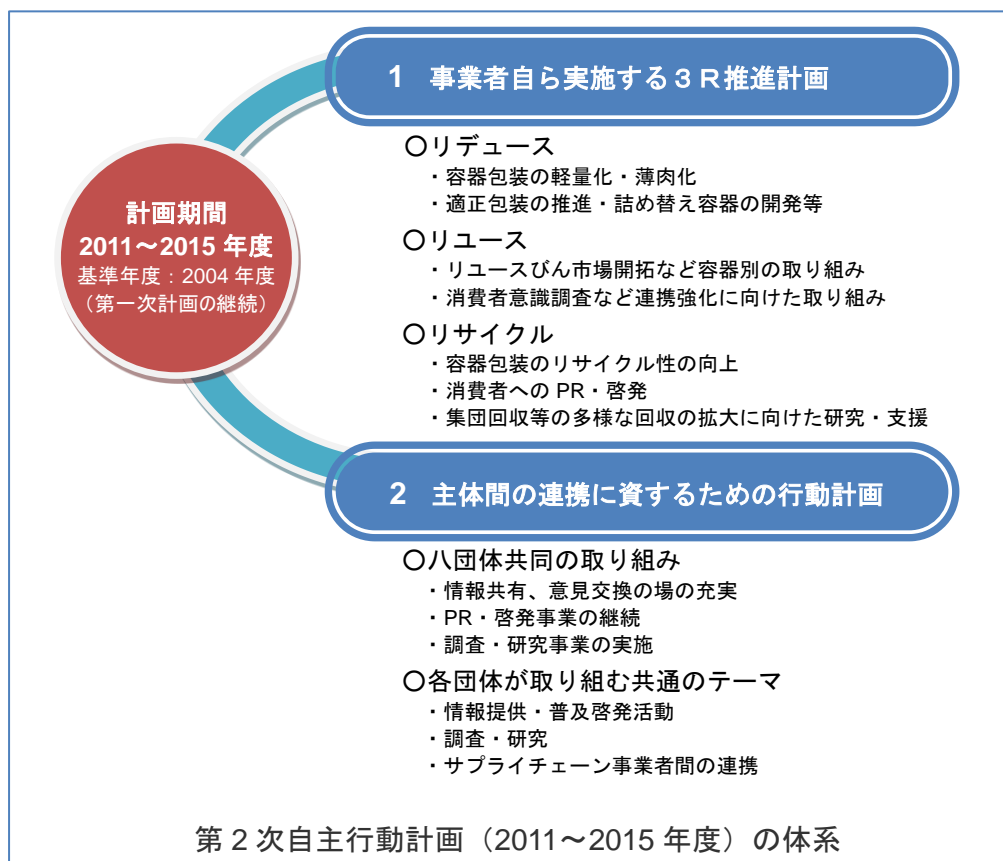 1 事業者自ら実施する3R推進計画
計画期間
2011～2015 年度
基準年度：2004 年度
（第一次計画の継続）
○リデュース
・容器包装の軽量化・薄肉化
・適正包装の推進・詰め替え容器の開発等
○リユース
・リユースびん市場開拓など容器別の取り組み
・消費者意識調査など連携強化に向けた取り組み
○リサイクル
・容器包装のリサイクル性の向上
・消費者への PR・啓発
・集団回収等の多様な回収の拡大に向けた研究・支援
2 主体間の連携に資するための行動計画
○八団体共同の取り組み
・情報共有、意見交換の場の充実
・PR・啓発事業の継続
・調査・研究事業の実施
○各団体が取り組む共通のテーマ
・情報提供・普及啓発活動
・調査・研究
・サプライチェーン事業者間の連携
第 2 次自主行動計画（2011～2015 年度）の体系